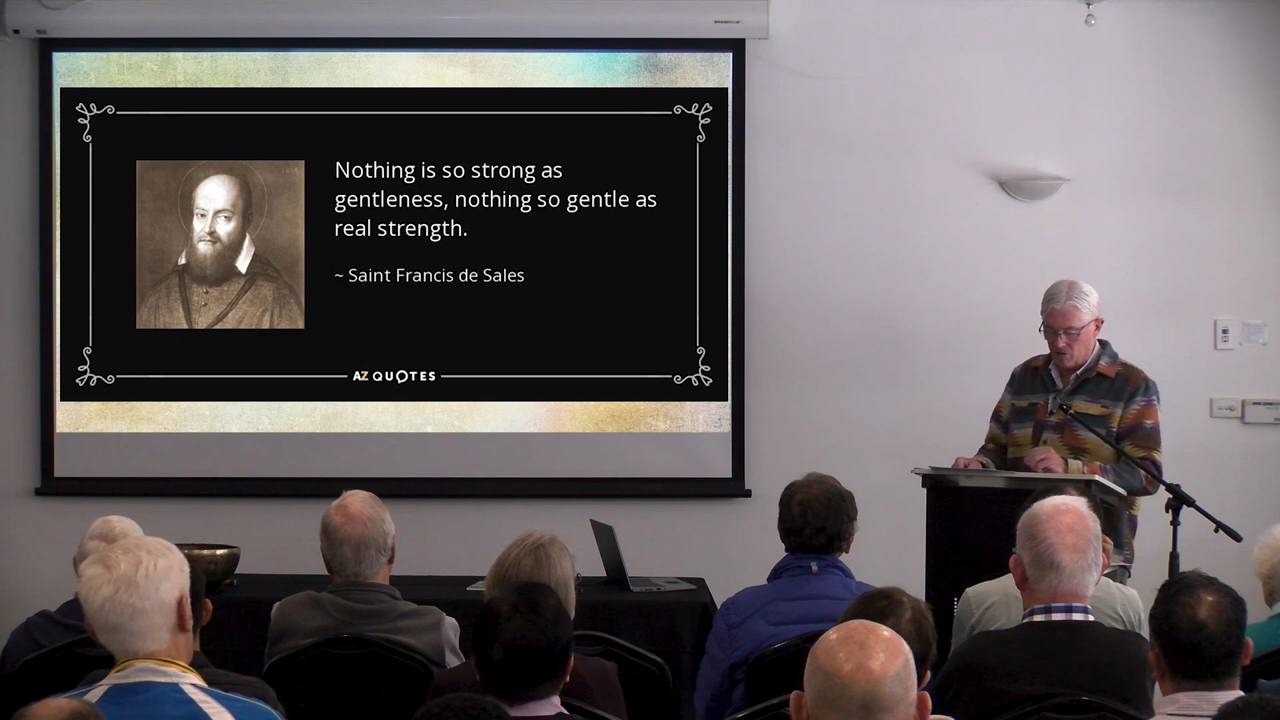 Nothing is so strong as
gentleness, nothing so gentle as
real strength.
~ Saint Francis de Sales
AZ QUOTES